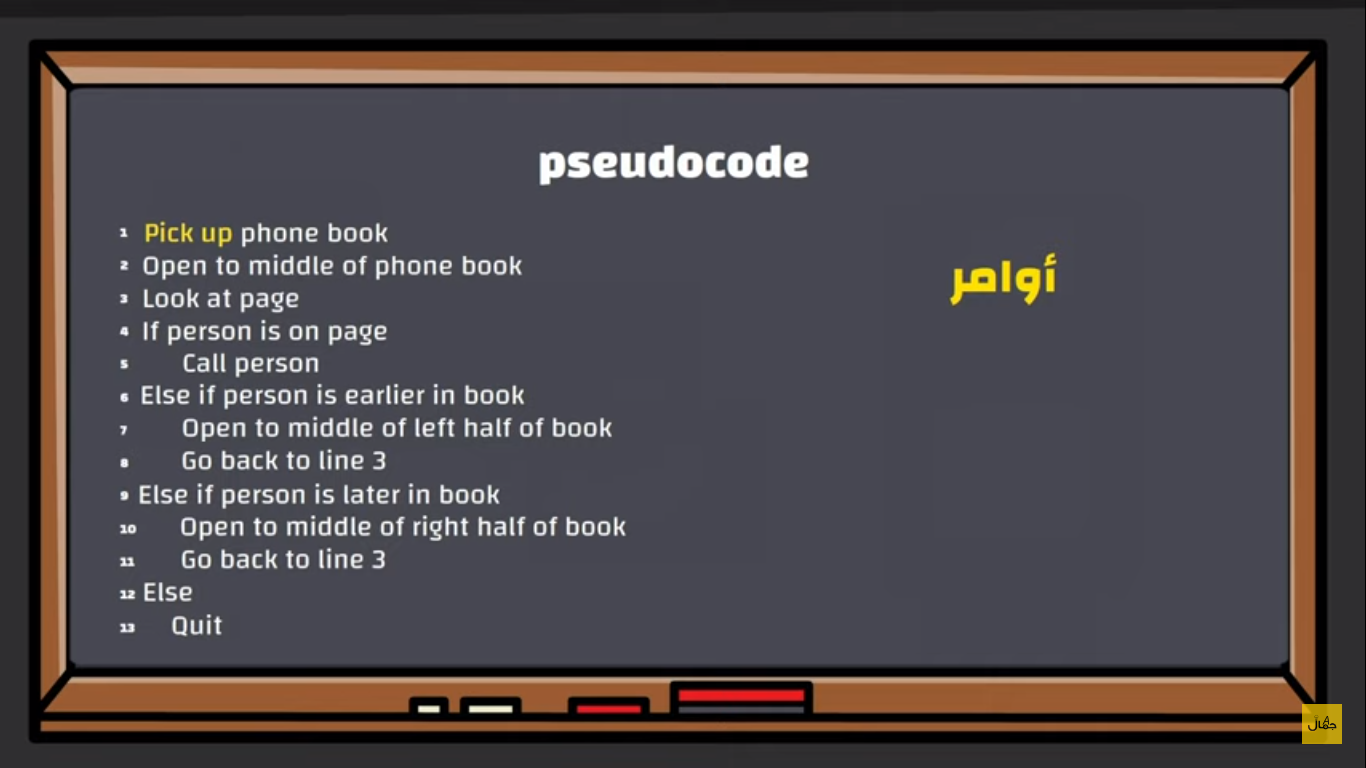 pseudocode
1 Pick up phone book
2 Open to middle of phone book
3 Look at page
4 If person is on page
5 Call person
6 Else if person is earlier in book
7 Open to middle of left half of book
8 Go back to line 3
9 Else if person is later in book
10 Open to middle of right half of book
11 Go back to line 3
12 Else
13 Quit
أوامر